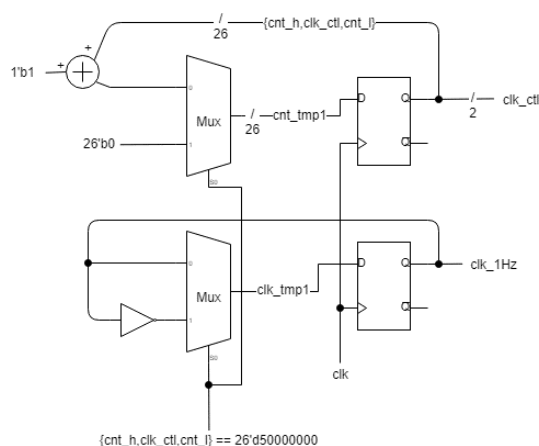 /
26
{cnt_h,clk_ctl,cnt_l}
+
+
1'b1
0
Mux
1
S0
/
26
cnt_tmp1
26'b0
D
Q
Q
/
2
clk_ctl
0
Mux
1
S0
clk_tmp1
D
Q
Q
clk_1Hz
clk
{cnt_h,clk_ctl,cnt_l} == 26'd50000000